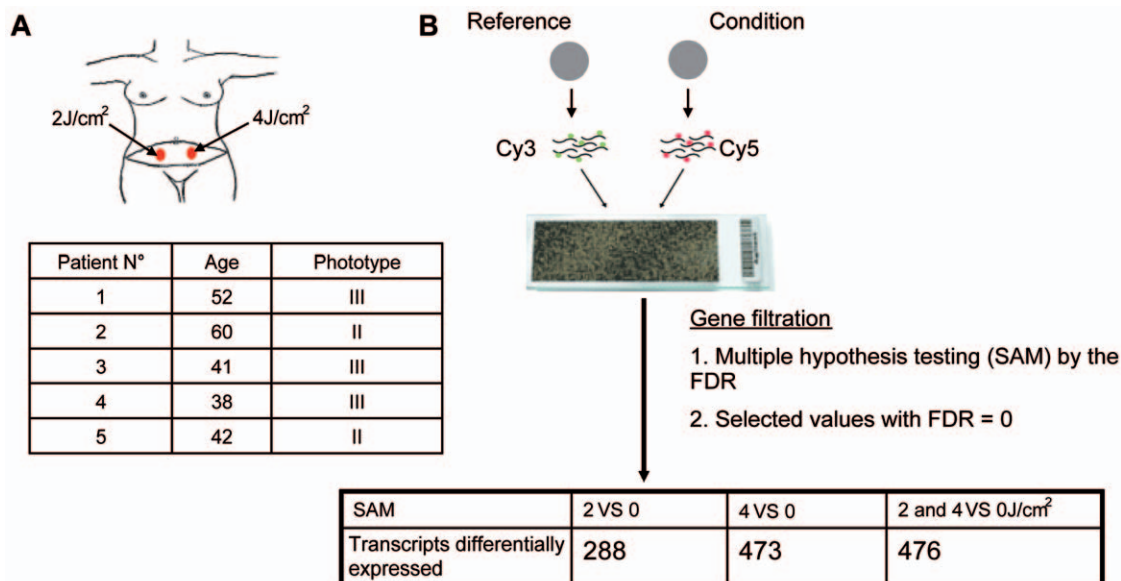 A
2J/cm²
4J/cm²
Patient N° Age Phototype
1 52 III
2 60 II
3 41 III
4 38 III
5 42 II
B
Reference Condition
Cy3 Cy5
Gene filtration
1. Multiple hypothesis testing (SAM) by the
FDR
2. Selected values with FDR = 0
SAM 2 VS 0 4 VS 0 2 and 4 VS 0J/cm²
Transcripts differentially
expressed 288 473 476